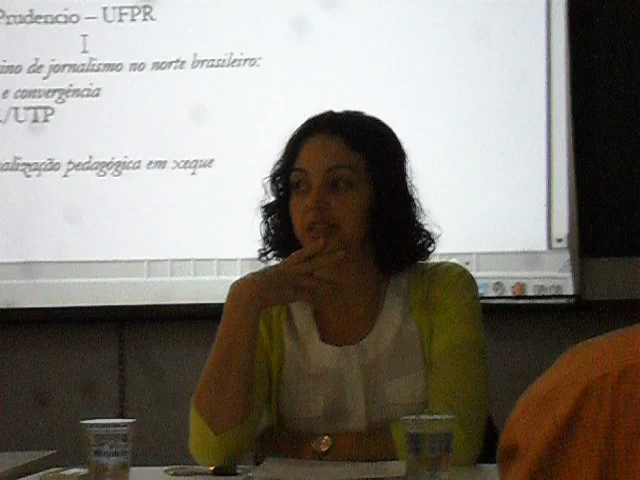 Prudencio – UFPR
ino de jornalismo no norte brasileiro:
e convergência
/UTP
alização pedagógica em xeque